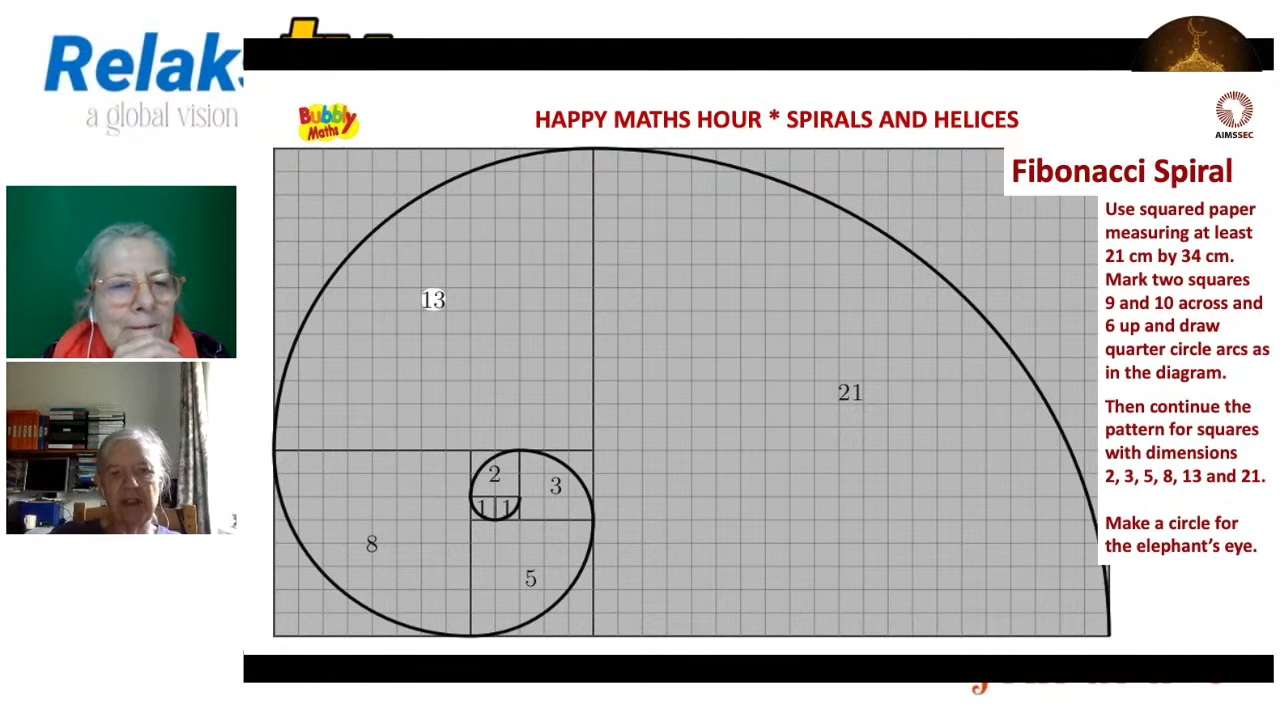 Relaks
a global vision
Bubbly
Maths
HAPPY MATHS HOUR * SPIRALS AND HELICES
AIMSSEC
Fibonacci Spiral
Use squared paper
measuring at least
21 cm by 34 cm.
Mark two squares
9 and 10 across and
6 up and draw
quarter circle arcs as
in the diagram.
Then continue the
pattern for squares
with dimensions
2, 3, 5, 8, 13 and 21.
Make a circle for
the elephant's eye.
13
21
2
3
1 1
8
5